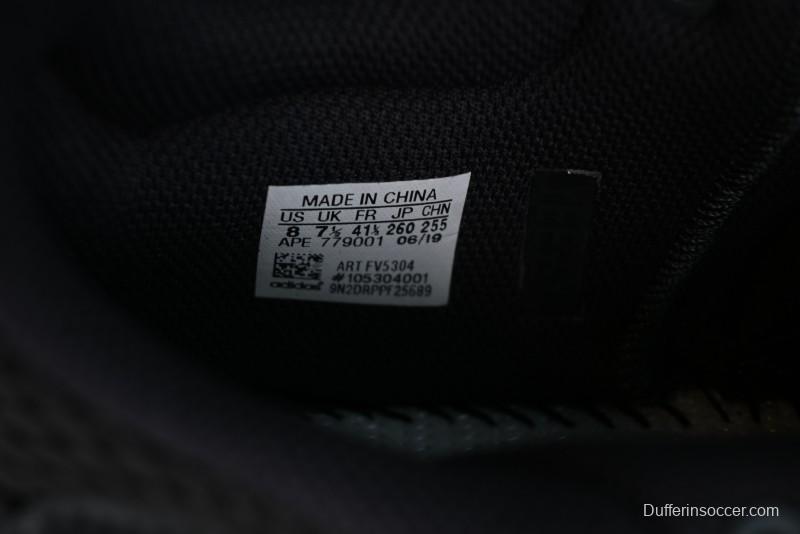 MADE IN CHINA
US UK FR JP CHN
8 7½ 41⅓ 260 255
APE 779001 06/19
ART FV5304
#105304001
adidas 9N2DRPPF25689
Dufferinsoccer.com